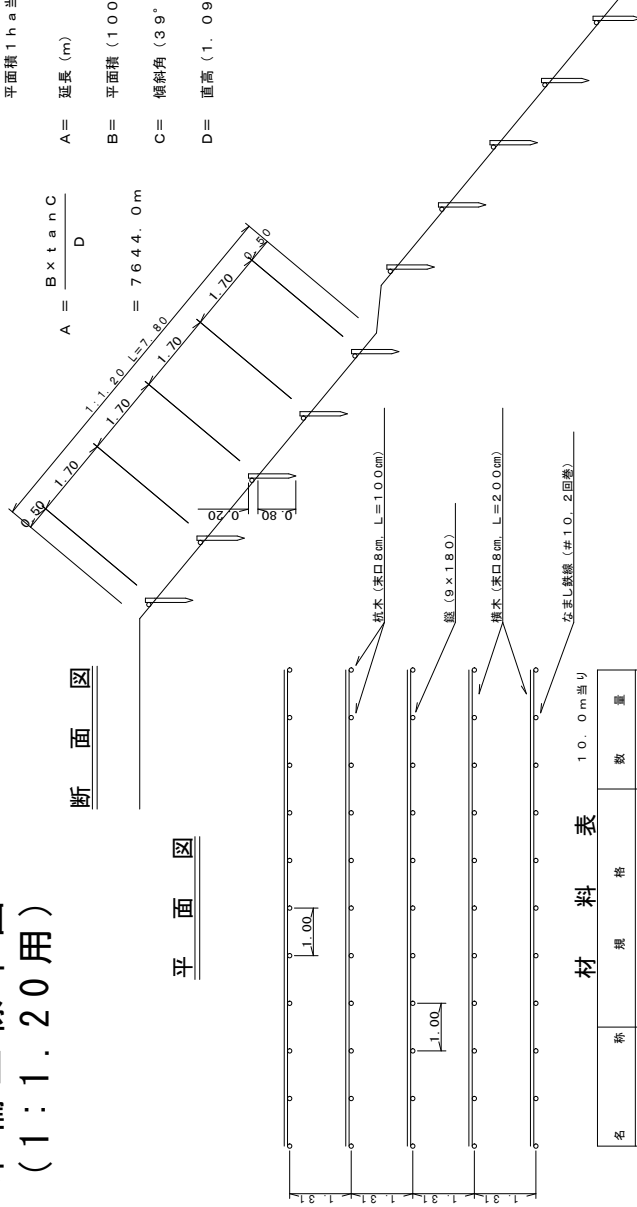 (1:1.20用)
断面図
平面積1ha当
A= B×tanC
D
= 7644.0m
A= 延長(m)
B= 平面積(100
C= 傾斜角(39°
D= 直高(1.09
1:1.20 L=7.80
0.50
1.70
1.70
1.70
1.70
0.50
0.20
0.80
平面図
1.00
1.00
1.31
1.31
1.31
1.31
杭木(末口8cm, L=100cm)
鎹(9×180)
横木(末口8cm, L=200cm)
なまし鉄線(#10, 2回巻)
材料表
10.0m当り
名称 規格 数量